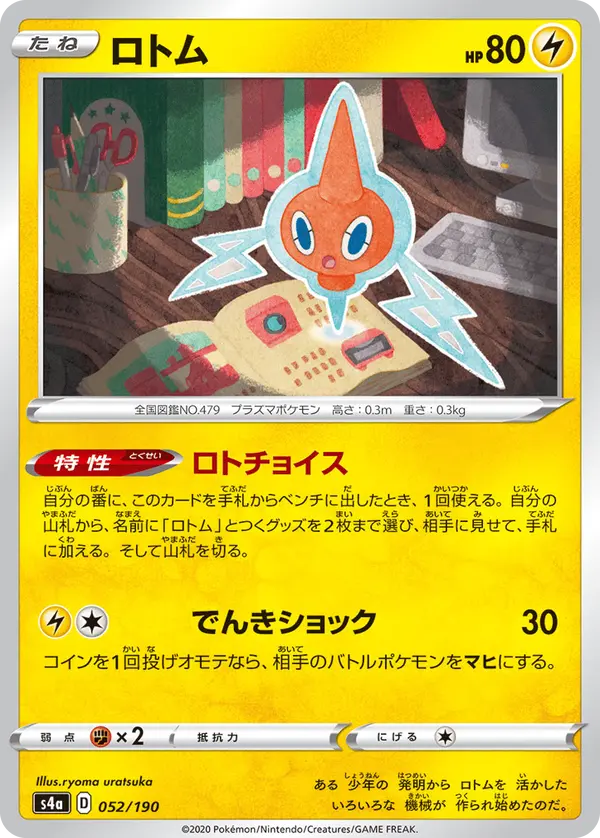 たね ロトム HP80
全国図鑑NO.479 プラズマポケモン 高さ:0.3m 重さ:0.3kg
特性 とくせい ロトチョイス
自分の番に、このカードを手札からベンチに出したとき、1回使える。自分の
山札から、名前に「ロトム」とつくグッズを2枚まで選び、相手に見せて、手札
に加える。そして山札を切る。
でんきショック 30
コインを1回投げオモテなら、相手のバトルポケモンをマヒにする。
弱点 ×2 抵抗力 にげる
Illus.ryoma uratsuka
s4a D 052/190
ある 少年の 発明から ロトムを 活かした
いろいろな 機械が 作られ始めたのだ。
©2020 Pokémon/Nintendo/Creatures/GAME FREAK.